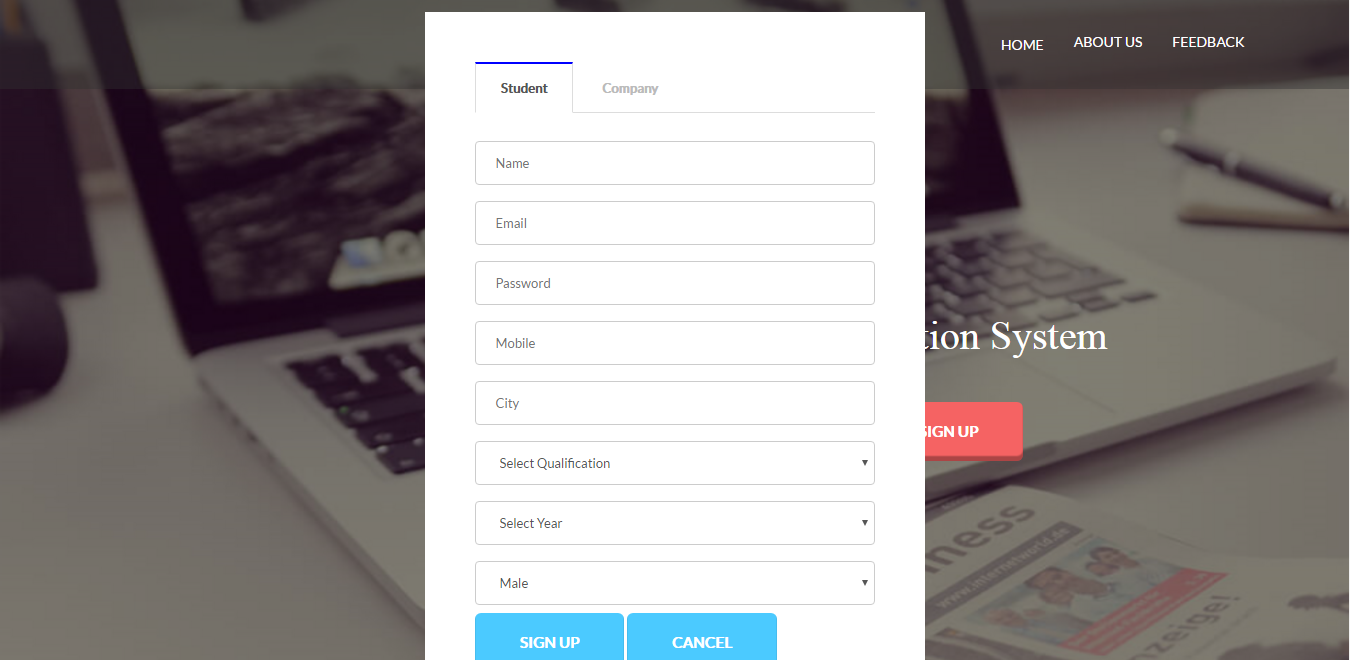 HOME ABOUT US FEEDBACK
Student Company
Name
Email
Password
Mobile
City
Select Qualification
Select Year
Male
SIGN UP CANCEL
tion System
SIGN UP
iness
www.internetworld.de
nzeige!